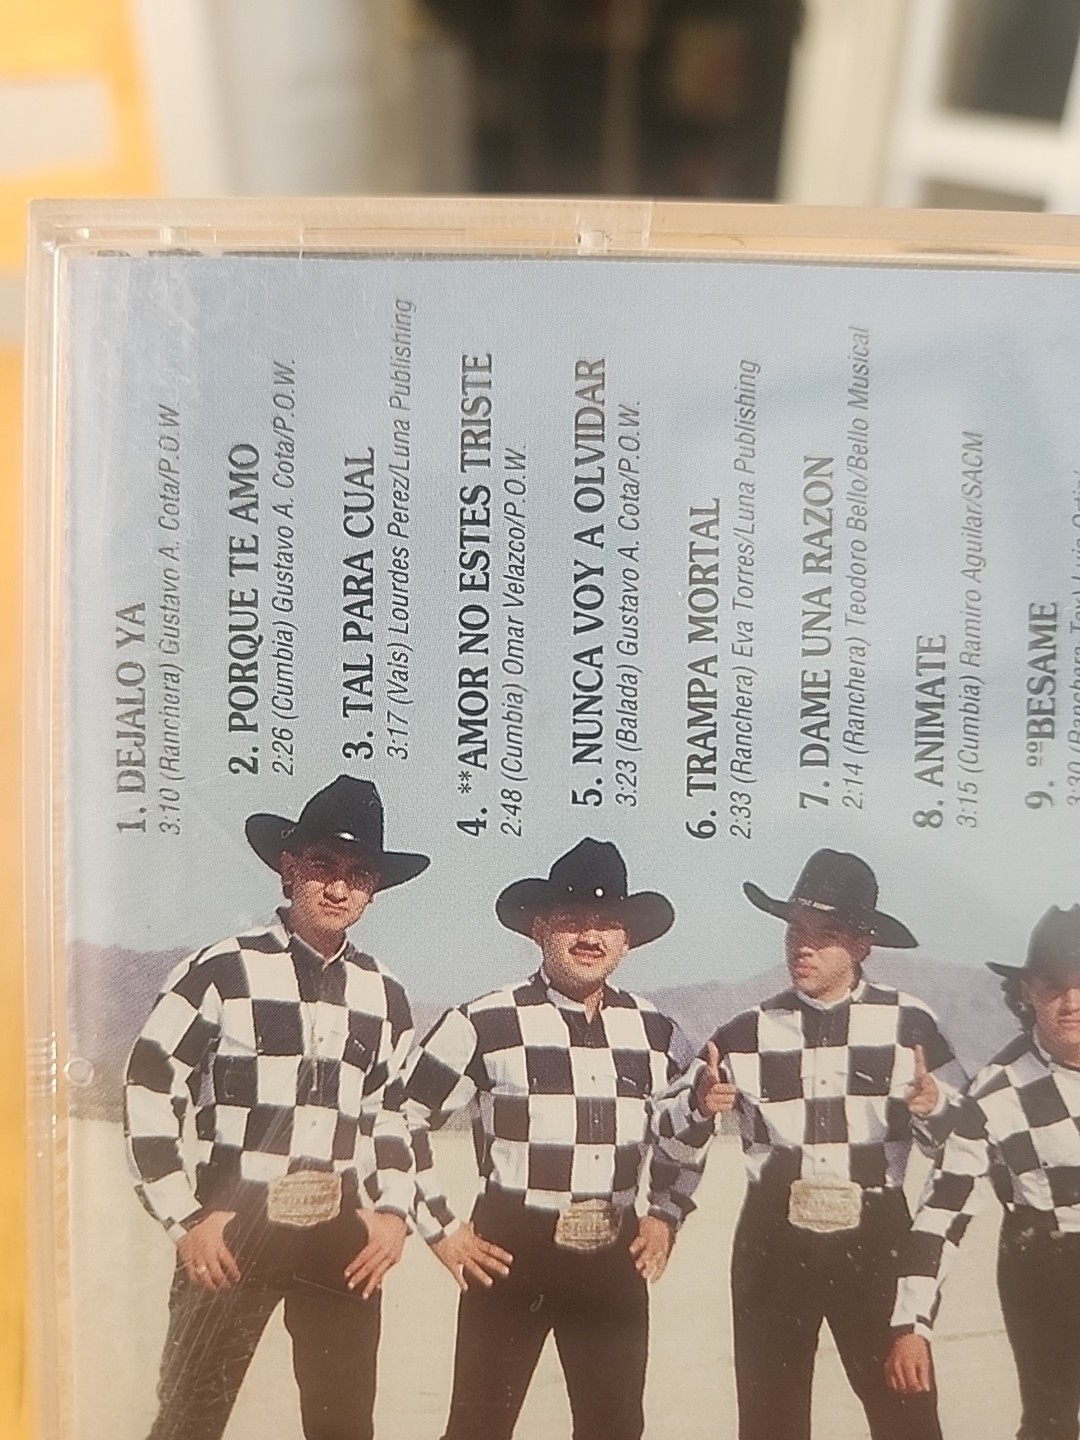 1. DEJALO YA
3:10 (Ranchera) Gustavo A. Cota/P.O.W.
2. PORQUE TE AMO
2:26 (Cumbia) Gustavo A. Cota/P.O.W.
3. TAL PARA CUAL
3:17 (Vals) Lourdes Perez/Luna Publishing
4. **AMOR NO ESTES TRISTE
2:48 (Cumbia) Omar Velazco/P.O.W.
5. NUNCA VOY A OLVIDAR
3:23 (Balada) Gustavo A. Cota/P.O.W.
6. TRAMPA MORTAL
2:33 (Ranchera) Eva Torres/Luna Publishing
7. DAME UNA RAZON
2:14 (Ranchera) Teodoro Bello/Bello Musical
8. ANIMATE
3:15 (Cumbia) Ramiro Aguilar/SACM
9. ººBESAME
3:30 (Ranchera